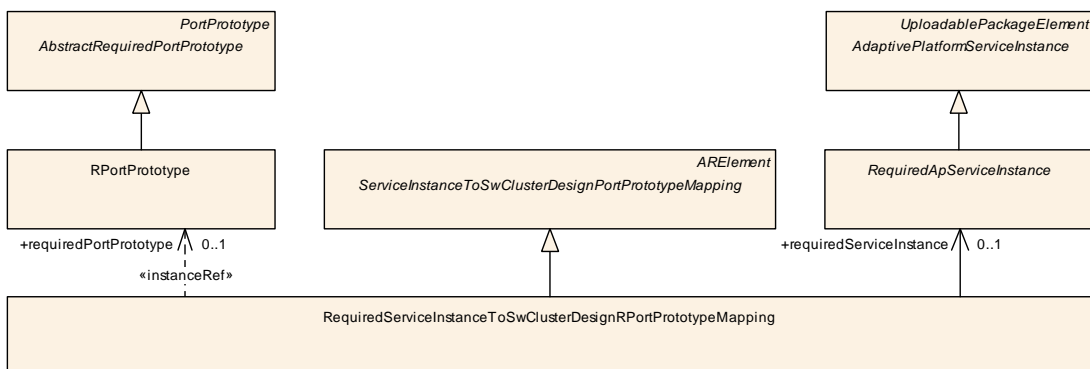 PortPrototype
AbstractRequiredPortPrototype
UploadablePackageElement
AdaptivePlatformServiceInstance
RPortPrototype
ARElement
ServiceInstanceToSwClusterDesignPortPrototypeMapping
RequiredApServiceInstance
+requiredPortPrototype 0..1
«instanceRef»
+requiredServiceInstance 0..1
RequiredServiceInstanceToSwClusterDesignRPortPrototypeMapping